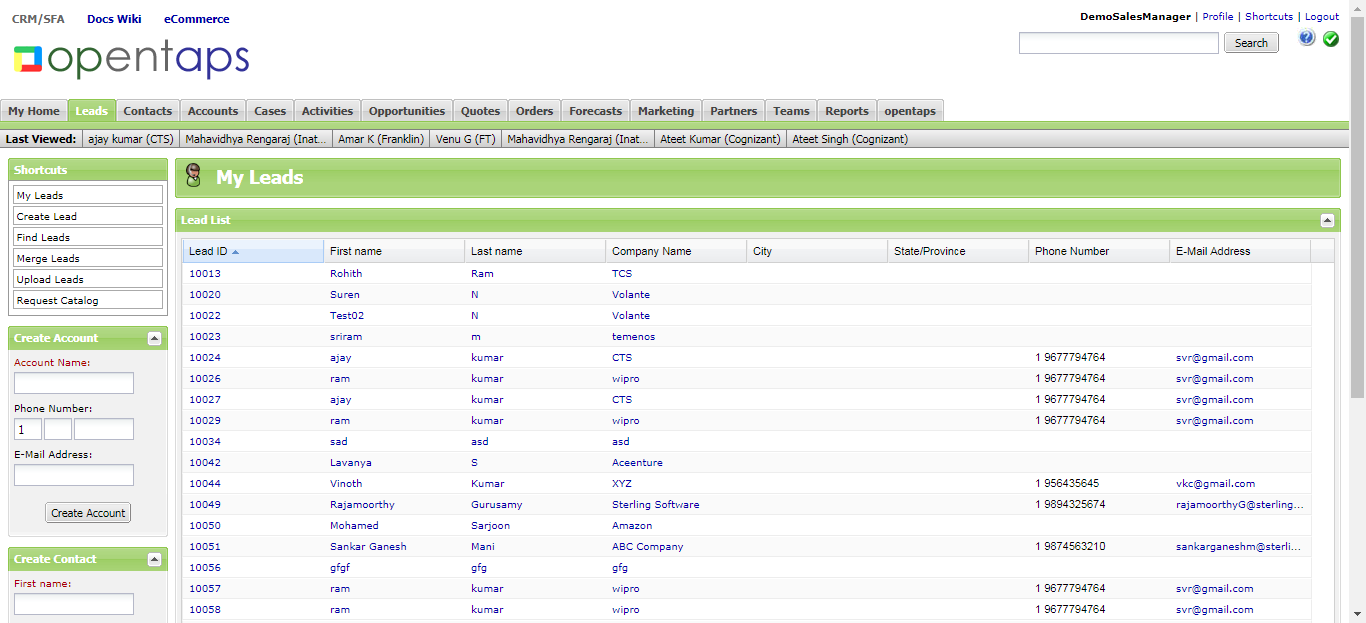 CRM/SFA Docs Wiki eCommerce
DemoSalesManager | Profile | Shortcuts | Logout
opentaps
Search
My Home Leads Contacts Accounts Cases Activities Opportunities Quotes Orders Forecasts Marketing Partners Teams Reports opentaps
Last Viewed: ajay kumar (CTS) Mahavidhya Rengaraj (Inat... Amar K (Franklin) Venu G (FT) Mahavidhya Rengaraj (Inat... Ateet Kumar (Cognizant) Ateet Singh (Cognizant)
Shortcuts
My Leads
Create Lead
Find Leads
Merge Leads
Upload Leads
Request Catalog
Create Account
Account Name:
Phone Number:
1
E-Mail Address:
Create Account
Create Contact
First name:
My Leads
Lead List
Lead ID First name Last name Company Name City State/Province Phone Number E-Mail Address
10013 Rohith Ram TCS
10020 Suren N Volante
10022 Test02 N Volante
10023 sriram m temenos
10024 ajay kumar CTS 1 9677794764 svr@gmail.com
10026 ram kumar wipro 1 9677794764 svr@gmail.com
10027 ajay kumar CTS 1 9677794764 svr@gmail.com
10029 ram kumar wipro 1 9677794764 svr@gmail.com
10034 sad asd asd
10042 Lavanya S Aceenture
10044 Vinoth Kumar XYZ 1 956435645 vkc@gmail.com
10049 Rajamoorthy Gurusamy Sterling Software 1 9894325674 rajamoorthyG@sterling...
10050 Mohamed Sarjoon Amazon
10051 Sankar Ganesh Mani ABC Company 1 9874563210 sankarganeshm@sterli...
10056 gfgf gfg gfg
10057 ram kumar wipro 1 9677794764 svr@gmail.com
10058 ram kumar wipro 1 9677794764 svr@gmail.com